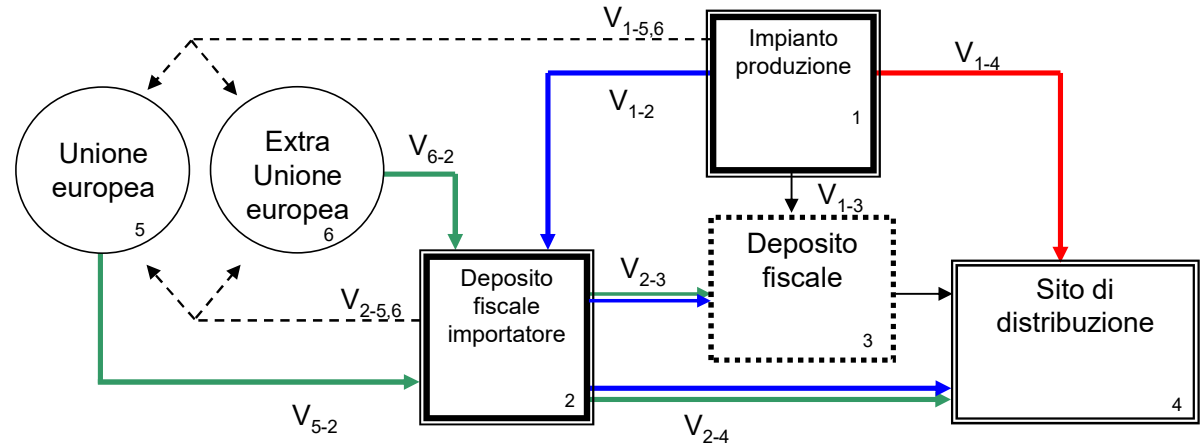 V1-5,6
Impianto
produzione
1
V1-4
V1-2
Unione
europea
5
Extra
Unione
europea
6
V6-2
V1-3
Deposito
fiscale
3
Deposito
fiscale
importatore
2
V2-3
V2-5,6
Sito di
distribuzione
4
V5-2
V2-4